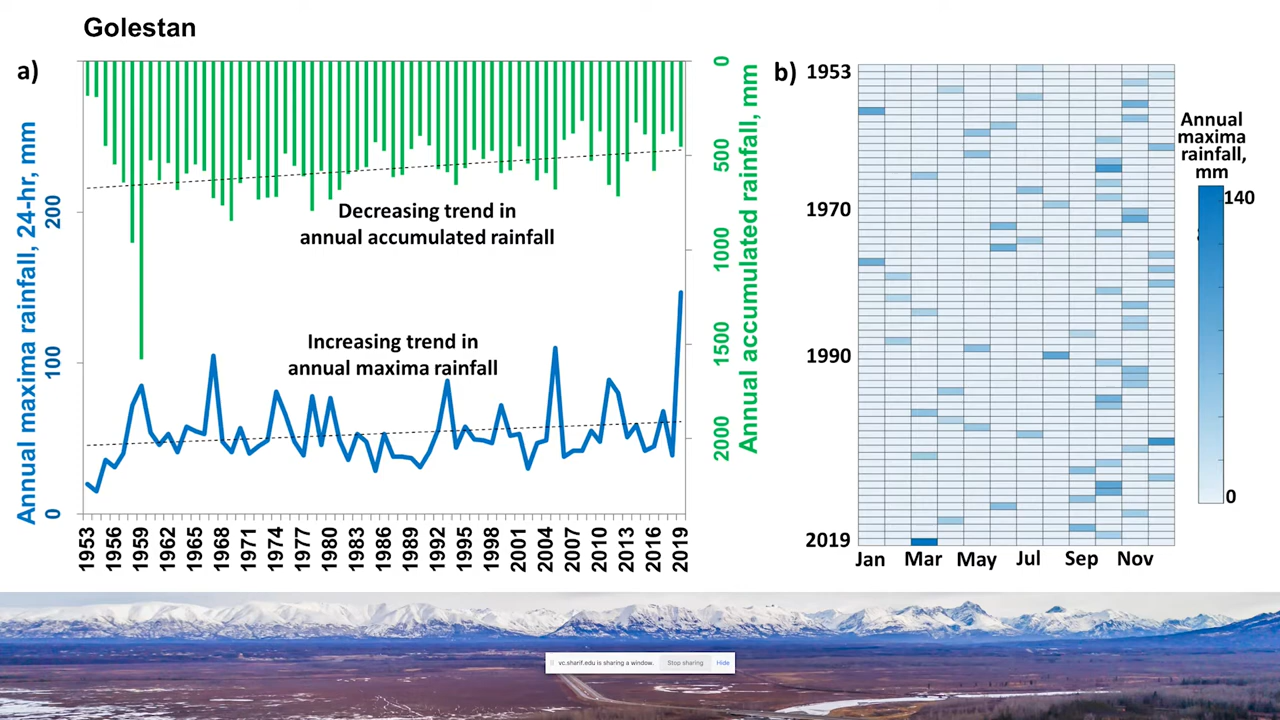 Golestan
a)
Annual maxima rainfall, 24-hr, mm
0
100
200
Decreasing trend in
annual accumulated rainfall
Increasing trend in
annual maxima rainfall
0
500
1000
1500
2000
Annual accumulated rainfall, mm
1953
1956
1959
1962
1965
1968
1971
1974
1977
1980
1983
1986
1989
1992
1995
1998
2001
2004
2007
2010
2013
2016
2019
b)
1953
1970
1990
2019
Jan
Mar
May
Jul
Sep
Nov
Annual
maxima
rainfall,
mm
140
0
vc.sharif.edu is sharing a window.
Stop sharing
Hide